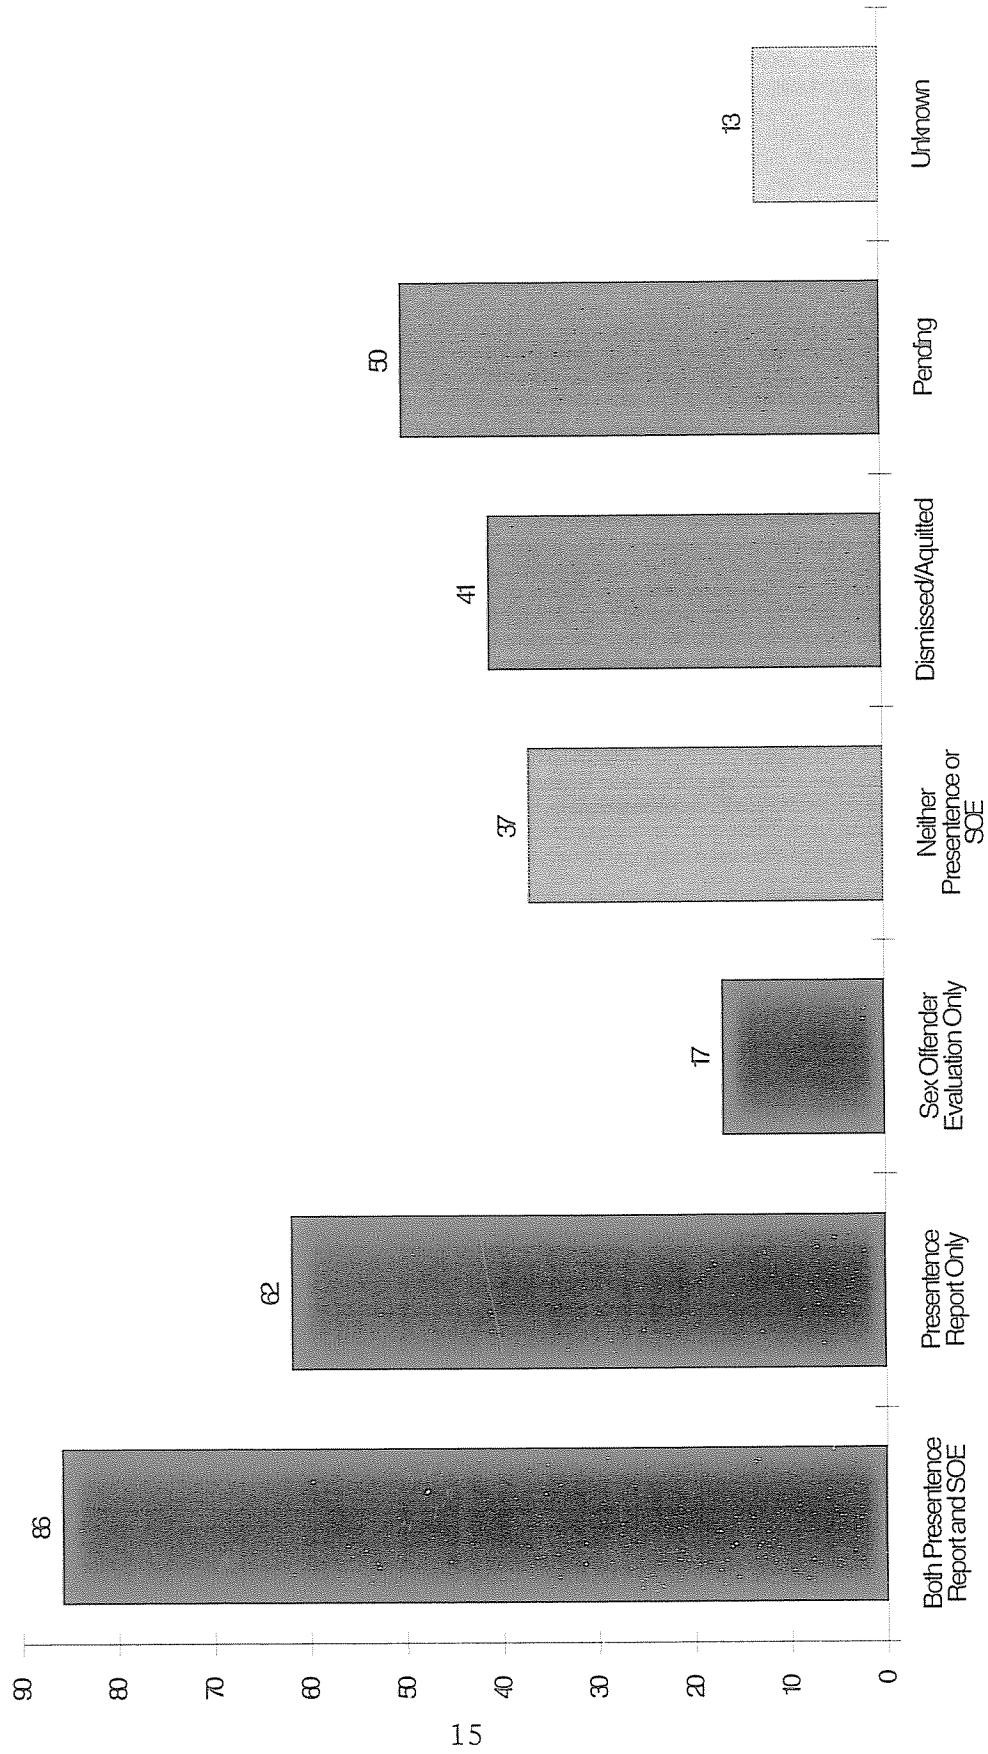 90
80
70
60
50
40
30
20
10
0
86
62
17
37
41
50
13
Both Presentence
Report and SOE
Presentence
Report Only
Sex Offender
Evaluation Only
Neither
Presentence or
SOE
Dismissed/Aquitted
Pending
Unknown
15